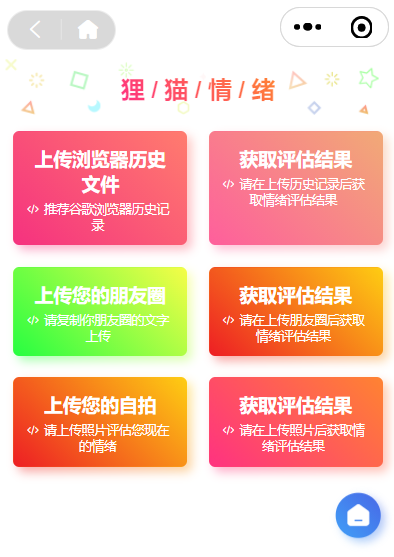 狸 / 猫 / 情 / 绪
上传浏览器历史
文件
</> 推荐谷歌浏览器历史记
录
获取评估结果
</> 请在上传历史记录后获
取情绪评估结果
上传您的朋友圈
</> 请复制你朋友圈的文字
上传
获取评估结果
</> 请在上传朋友圈后获取
情绪评估结果
上传您的自拍
</> 请上传照片评估您现在
的情绪
获取评估结果
</> 请在上传照片后获取情
绪评估结果